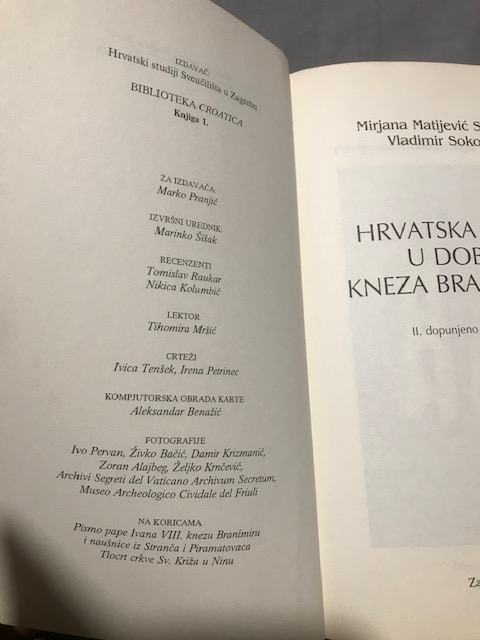 IZDAVAČ:
Hrvatski studiji Sveučilišta u Zagrebu
BIBLIOTEKA CROATICA
Knjiga 1.
ZA IZDAVAČA:
Marko Pranjić
IZVRŠNI UREDNIK:
Marinko Šišak
RECENZENTI
Tomislav Raukar
Nikica Kolumbić
LEKTOR
Tihomira Mršić
CRTEŽI
Ivica Tenšek, Irena Petrinec
KOMPJUTORSKA OBRADA KARTE
Aleksandar Benažić
FOTOGRAFIJE
Ivo Pervan, Živko Bačić, Damir Krizmanić,
Zoran Alajbeg, Željko Krnčević,
Archivi Segreti del Vaticano Archivum Secretum,
Museo Archeologico Cividale del Friuli
NA KORICAMA
Pismo pape Ivana VIII. knezu Branimiru
i naušnice iz Stranča i Piramatovaca
Tlocrt crkve Sv. Križa u Ninu
Mirjana Matijević S
Vladimir Soko
HRVATSKA
U DOB
KNEZA BRA
II. dopunjeno
Za